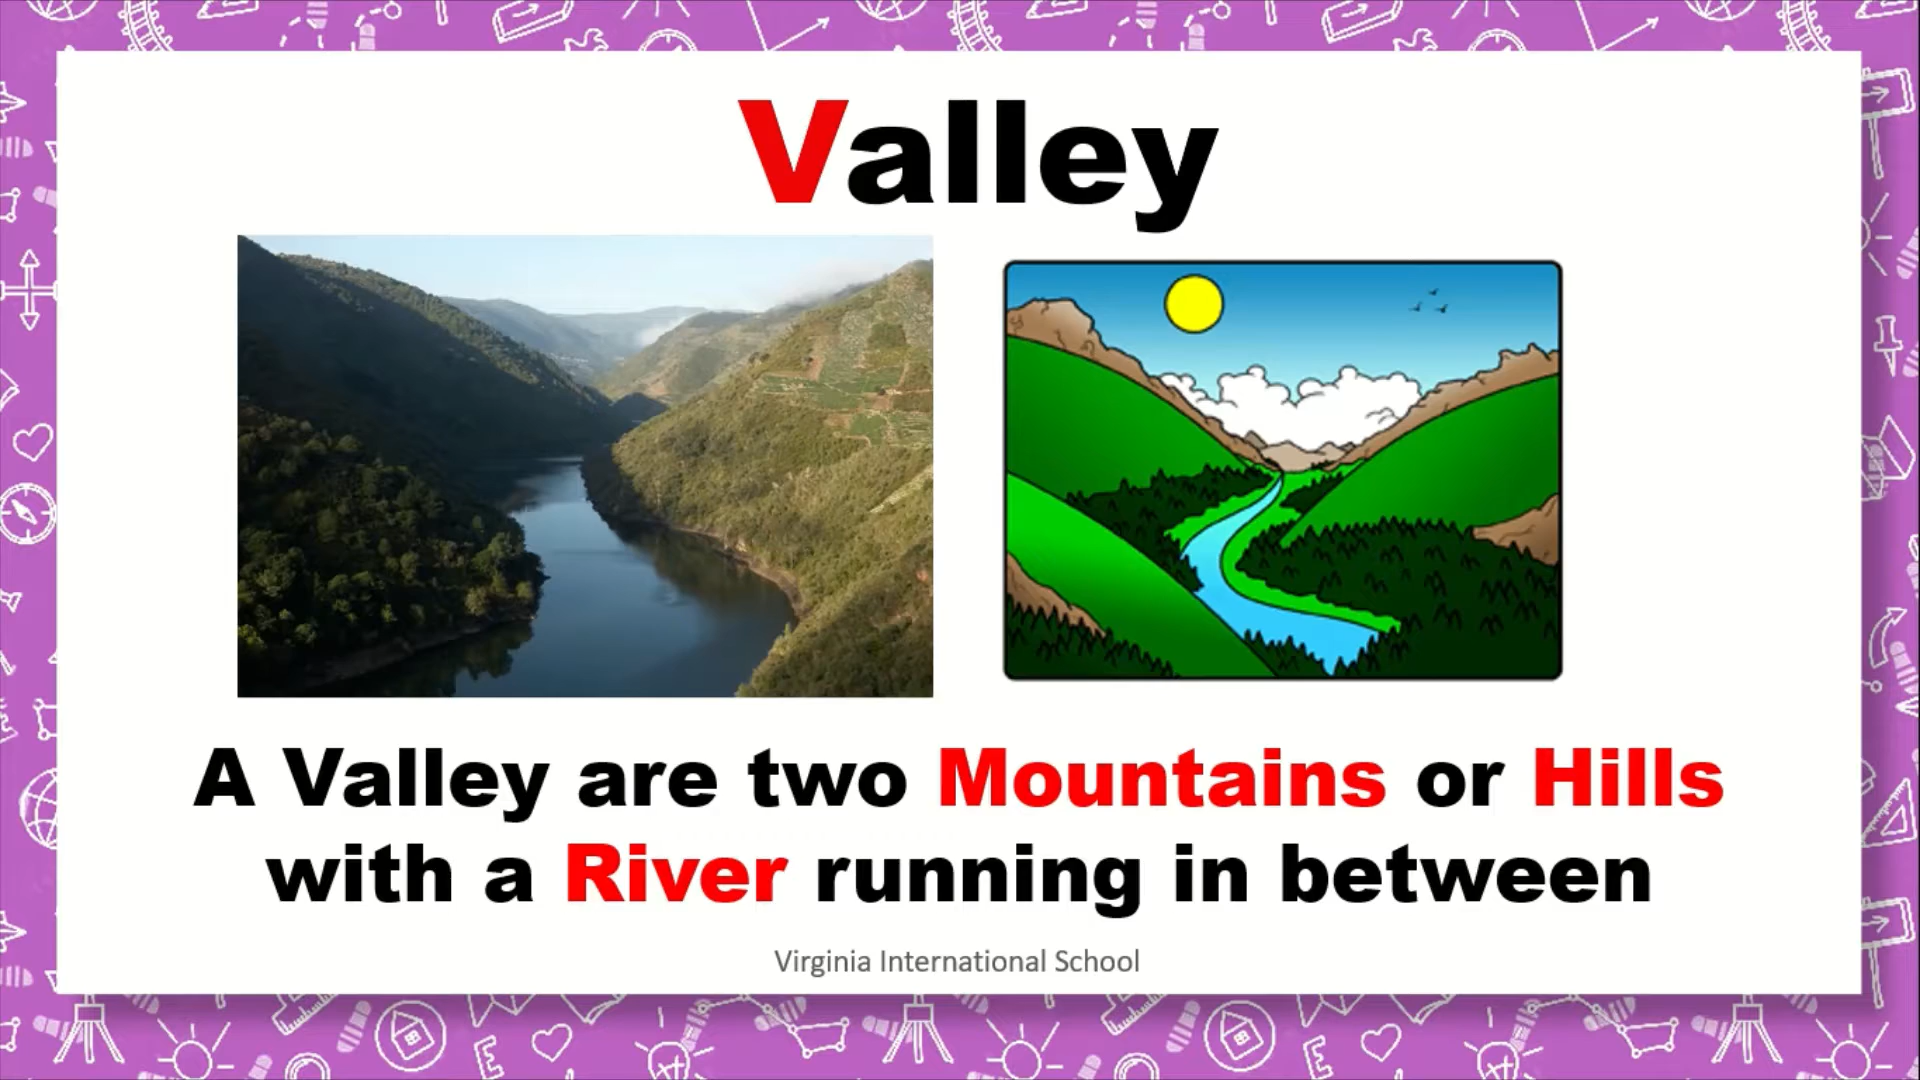 Valley
A Valley are two Mountains or Hills
with a River running in between
Virginia International School